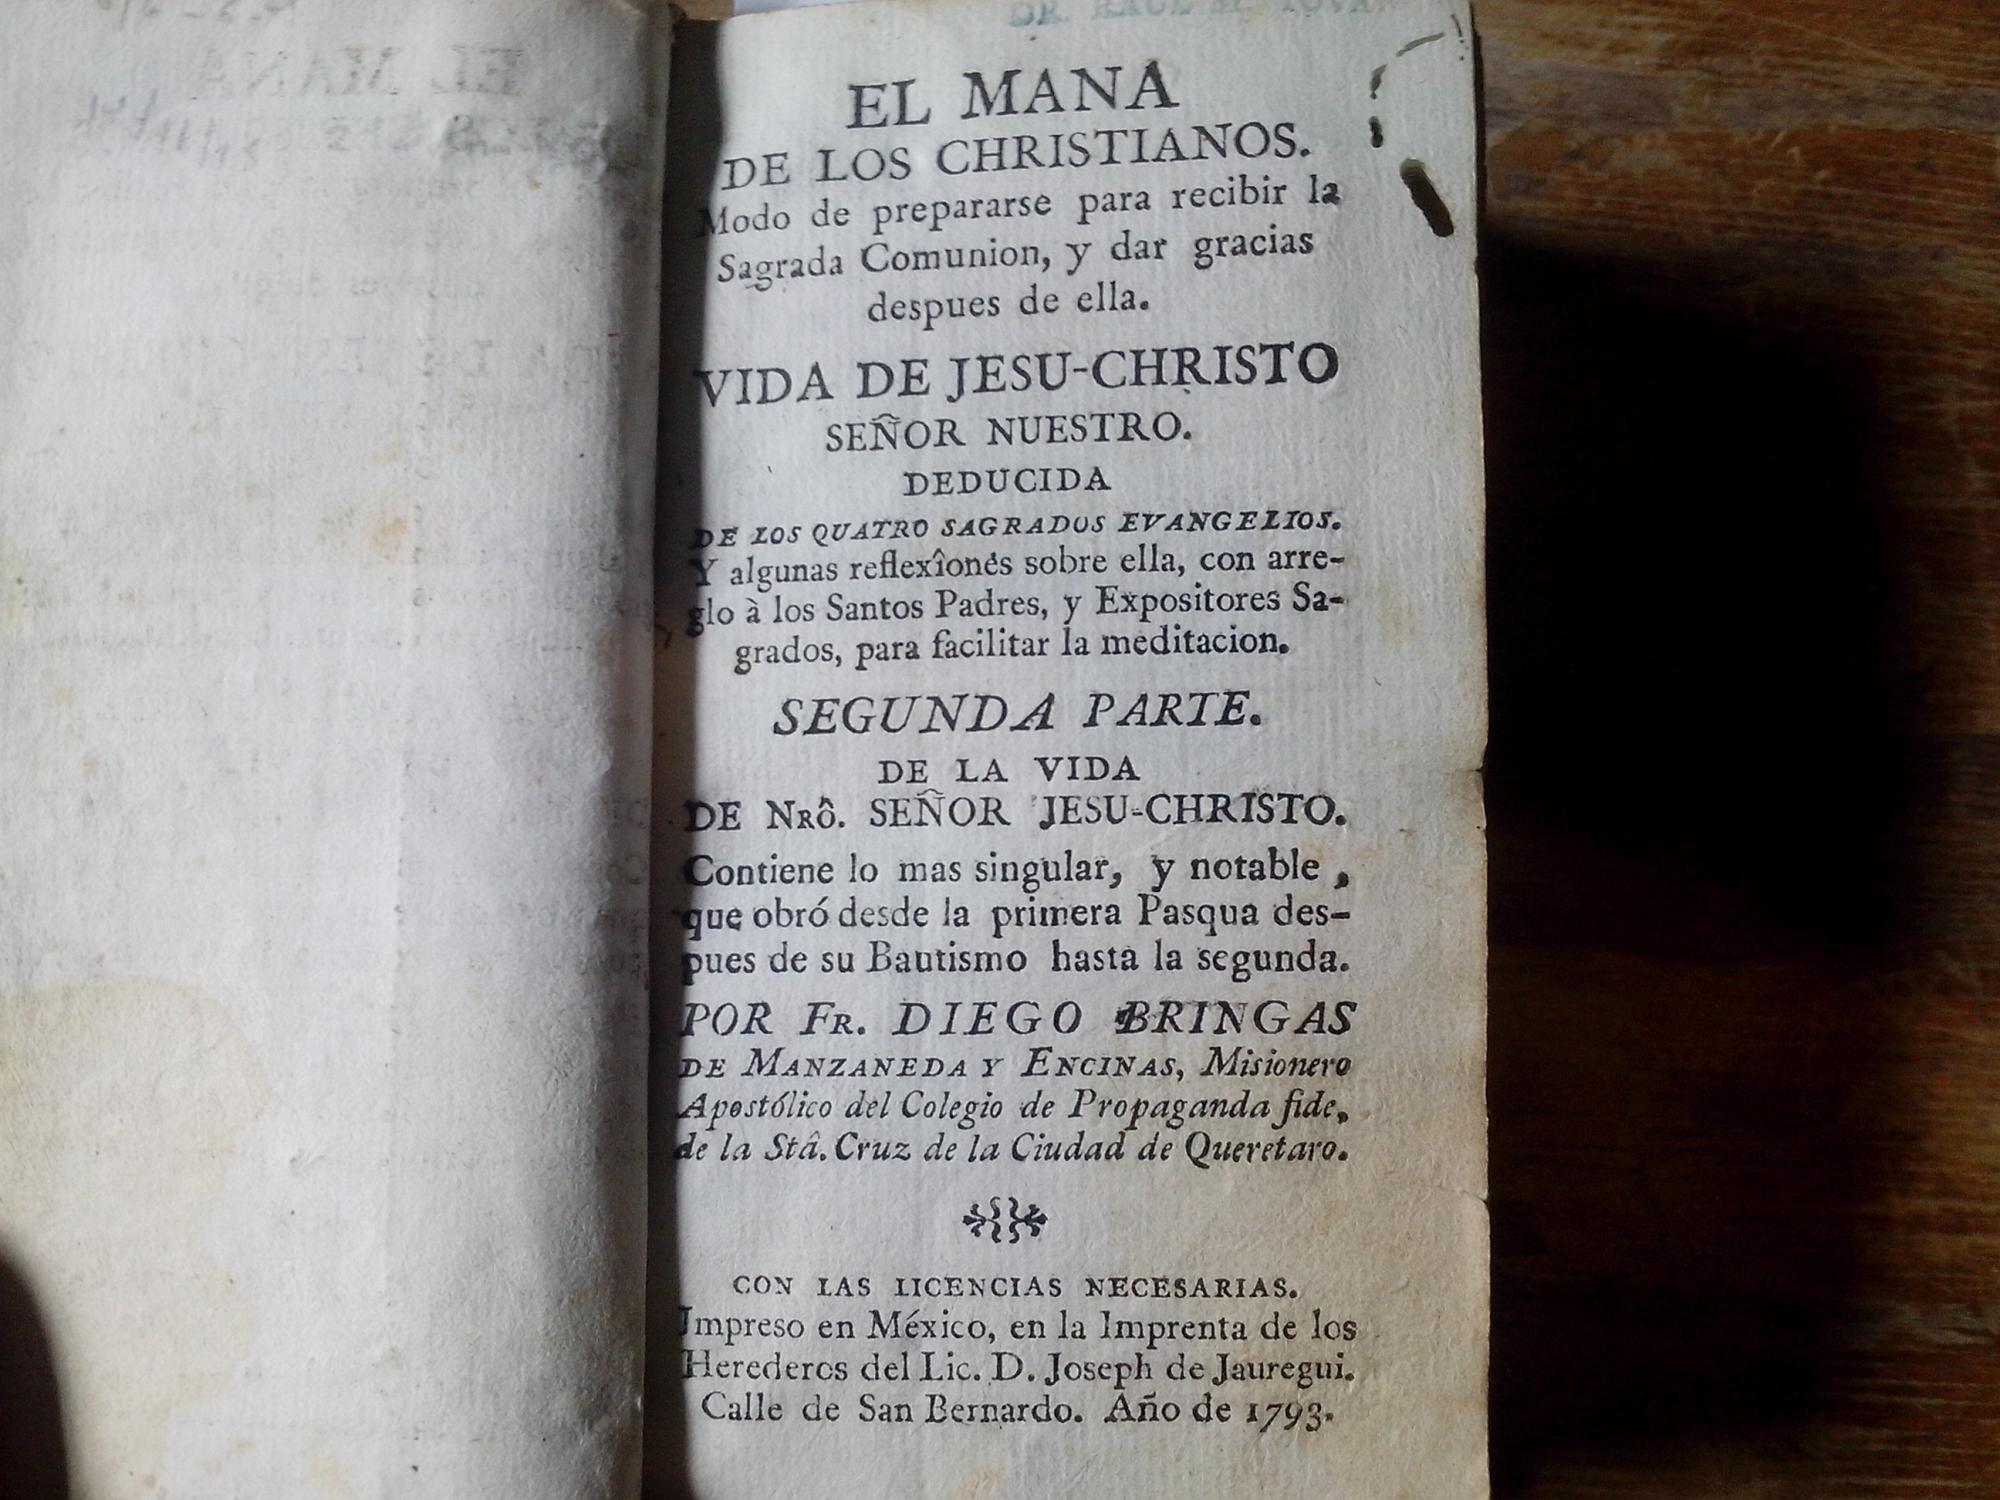 DR. RAUL
EL MANA
DE LOS CHRISTIANOS.
Modo de prepararse para recibir la
Sagrada Comunion, y dar gracias
despues de ella.
VIDA DE JESU-CHRISTO
SEÑOR NUESTRO.
DEDUCIDA
DE LOS QUATRO SAGRADOS EVANGELIOS.
Y algunas reflexîones sobre ella, con arre-
glo à los Santos Padres, y Expositores Sa-
grados, para facilitar la meditacion.
SEGUNDA PARTE.
DE LA VIDA
DE NRÔ. SEÑOR JESU-CHRISTO.
Contiene lo mas singular, y notable,
que obró desde la primera Pasqua des-
pues de su Bautismo hasta la segunda.
POR FR. DIEGO BRINGAS
DE MANZANEDA Y ENCINAS, Misionero
Apostólico del Colegio de Propaganda fide,
de la Stâ. Cruz de la Ciudad de Queretaro.
CON LAS LICENCIAS NECESARIAS.
Impreso en México, en la Imprenta de los
Herederos del Lic. D. Joseph de Jauregui.
Calle de San Bernardo. Año de 1793.